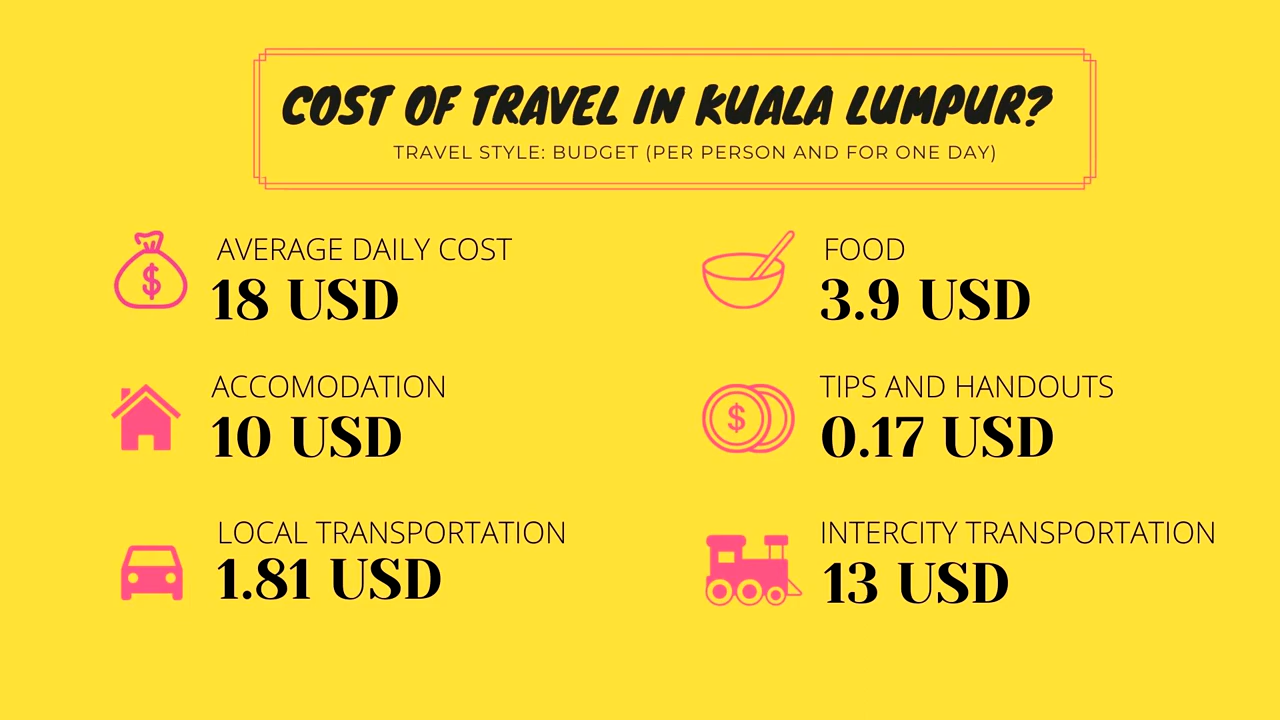 COST OF TRAVEL IN KUALA LUMPUR?
TRAVEL STYLE: BUDGET (PER PERSON AND FOR ONE DAY)
AVERAGE DAILY COST
18 USD
FOOD
3.9 USD
ACCOMODATION
10 USD
TIPS AND HANDOUTS
0.17 USD
LOCAL TRANSPORTATION
1.81 USD
INTERCITY TRANSPORTATION
13 USD